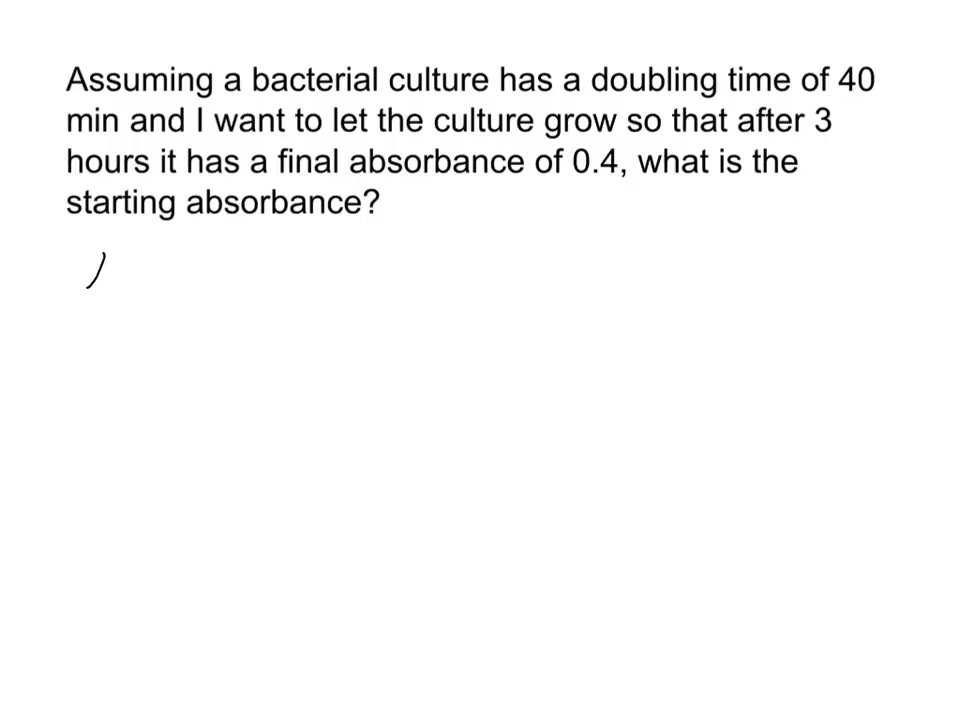 Assuming a bacterial culture has a doubling time of 40
min and I want to let the culture grow so that after 3
hours it has a final absorbance of 0.4, what is the
starting absorbance?